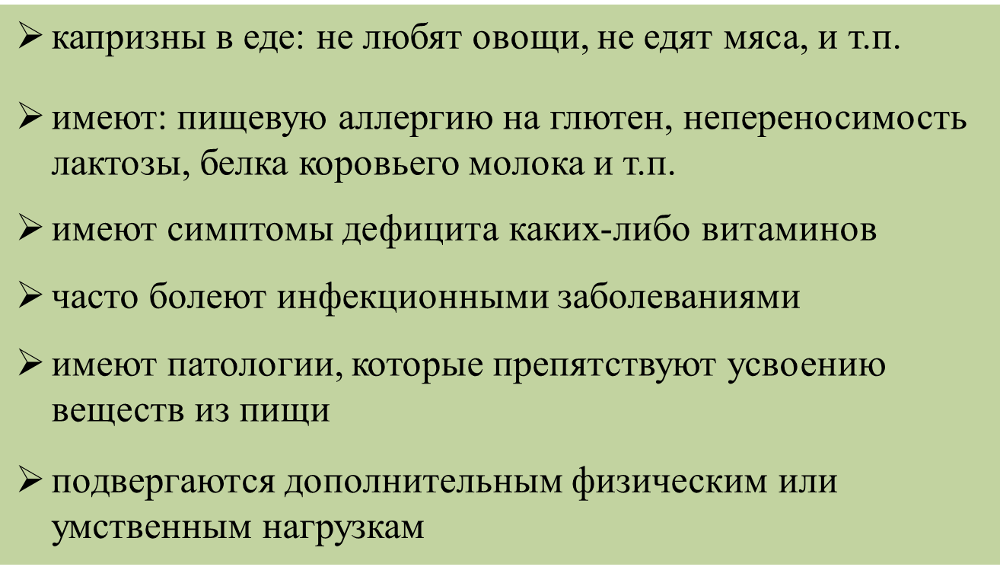 ➢ капризны в еде: не любят овощи, не едят мяса, и т.п.
➢ имеют: пищевую аллергию на глютен, непереносимость
лактозы, белка коровьего молока и т.п.
➢ имеют симптомы дефицита каких-либо витаминов
➢ часто болеют инфекционными заболеваниями
➢ имеют патологии, которые препятствуют усвоению
веществ из пищи
➢ подвергаются дополнительным физическим или
умственным нагрузкам